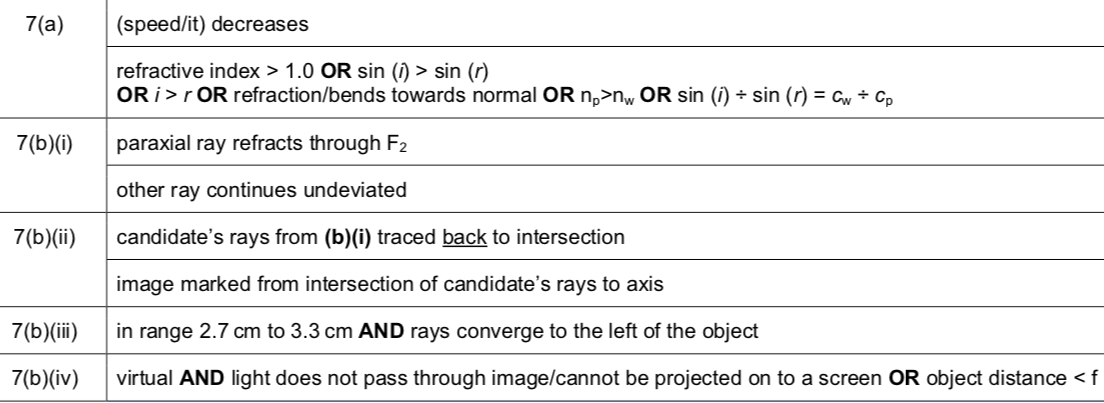 7(a) (speed/it) decreases
refractive index > 1.0 OR sin (i) > sin (r)
OR i > r OR refraction/bends towards normal OR nₚ>n_w OR sin (i) ÷ sin (r) = c_w ÷ cₚ
7(b)(i) paraxial ray refracts through F₂
other ray continues undeviated
7(b)(ii) candidate’s rays from (b)(i) traced back to intersection
image marked from intersection of candidate’s rays to axis
7(b)(iii) in range 2.7 cm to 3.3 cm AND rays converge to the left of the object
7(b)(iv) virtual AND light does not pass through image/cannot be projected on to a screen OR object distance < f